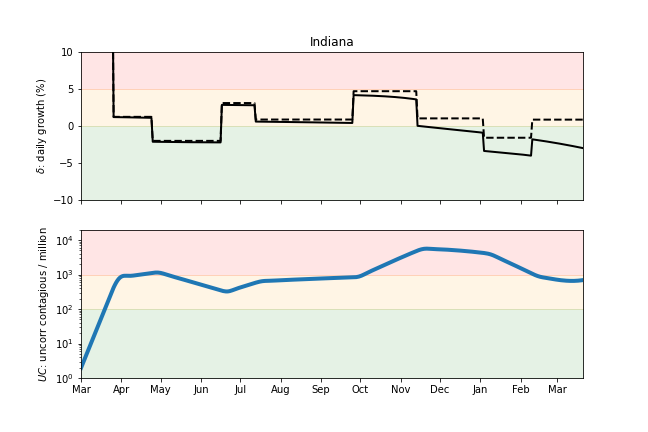 Indiana
δ: daily growth (%)
10
5
0
−5
−10
UC: uncorr contagious / million
10⁴
10³
10²
10¹
10⁰
Mar Apr May Jun Jul Aug Sep Oct Nov Dec Jan Feb Mar